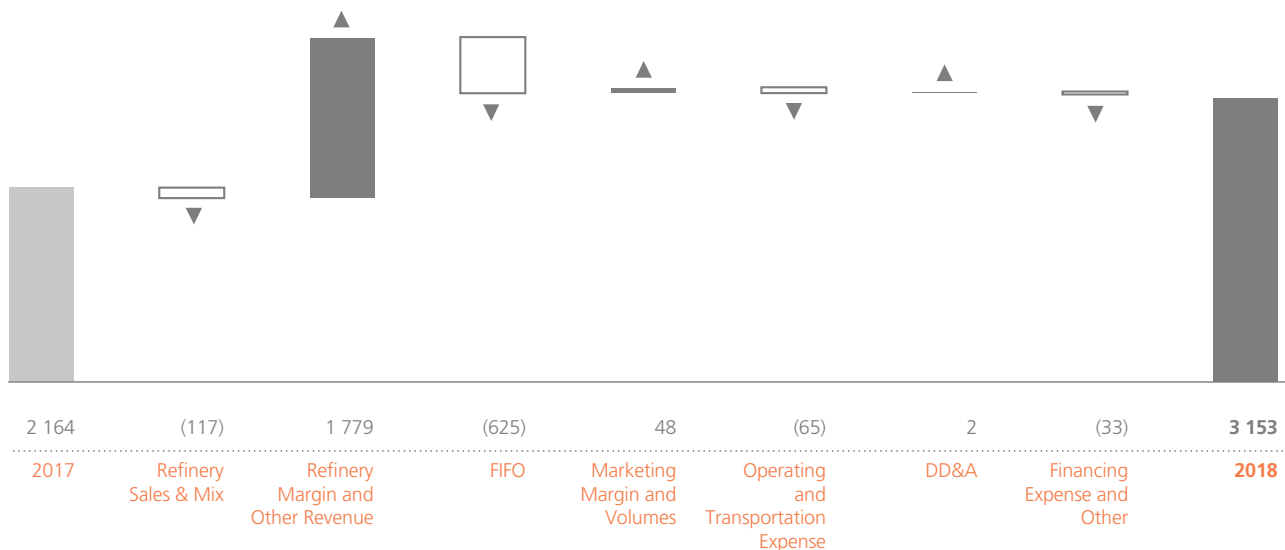 2 164 (117) 1 779 (625) 48 (65) 2 (33) 3 153
2017 Refinery Refinery FIFO Marketing Operating DD&A Financing 2018
Sales & Mix Margin and Margin and and Expense and
Other Revenue Volumes Transportation Other
Expense